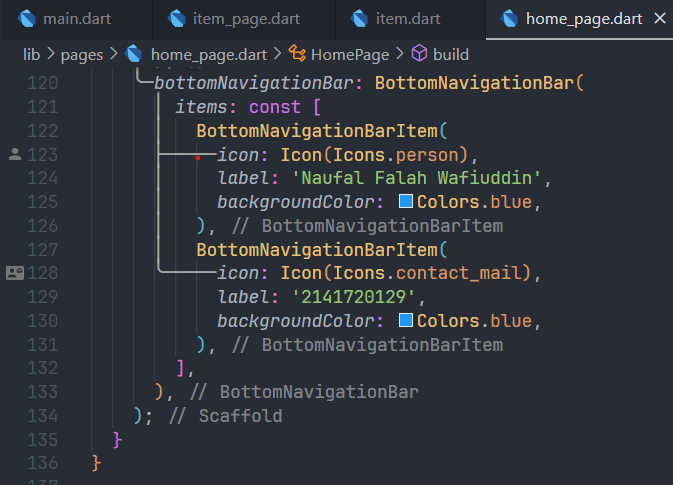 main.dart item_page.dart item.dart home_page.dart
lib > pages > home_page.dart > HomePage > build
120 bottomNavigationBar: BottomNavigationBar(
121 items: const [
122 BottomNavigationBarItem(
123 icon: Icon(Icons.person),
124 label: 'Naufal Falah Wafiuddin',
125 backgroundColor: Colors.blue,
126 ), // BottomNavigationBarItem
127 BottomNavigationBarItem(
128 icon: Icon(Icons.contact_mail),
129 label: '2141720129',
130 backgroundColor: Colors.blue,
131 ), // BottomNavigationBarItem
132 ],
133 ), // BottomNavigationBar
134 ); // Scaffold
135 }
136 }